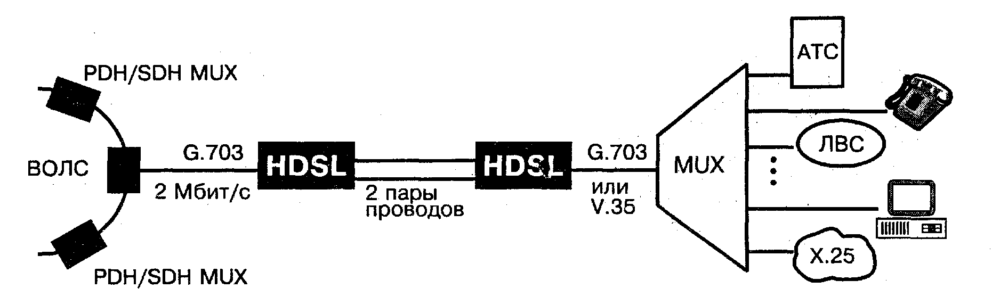 PDH/SDH MUX
ВОЛС
PDH/SDH MUX
G.703
2 Мбит/с
HDSL
2 пары
проводов
HDSL
G.703
или
V.35
MUX
АТС
ЛВС
X.25